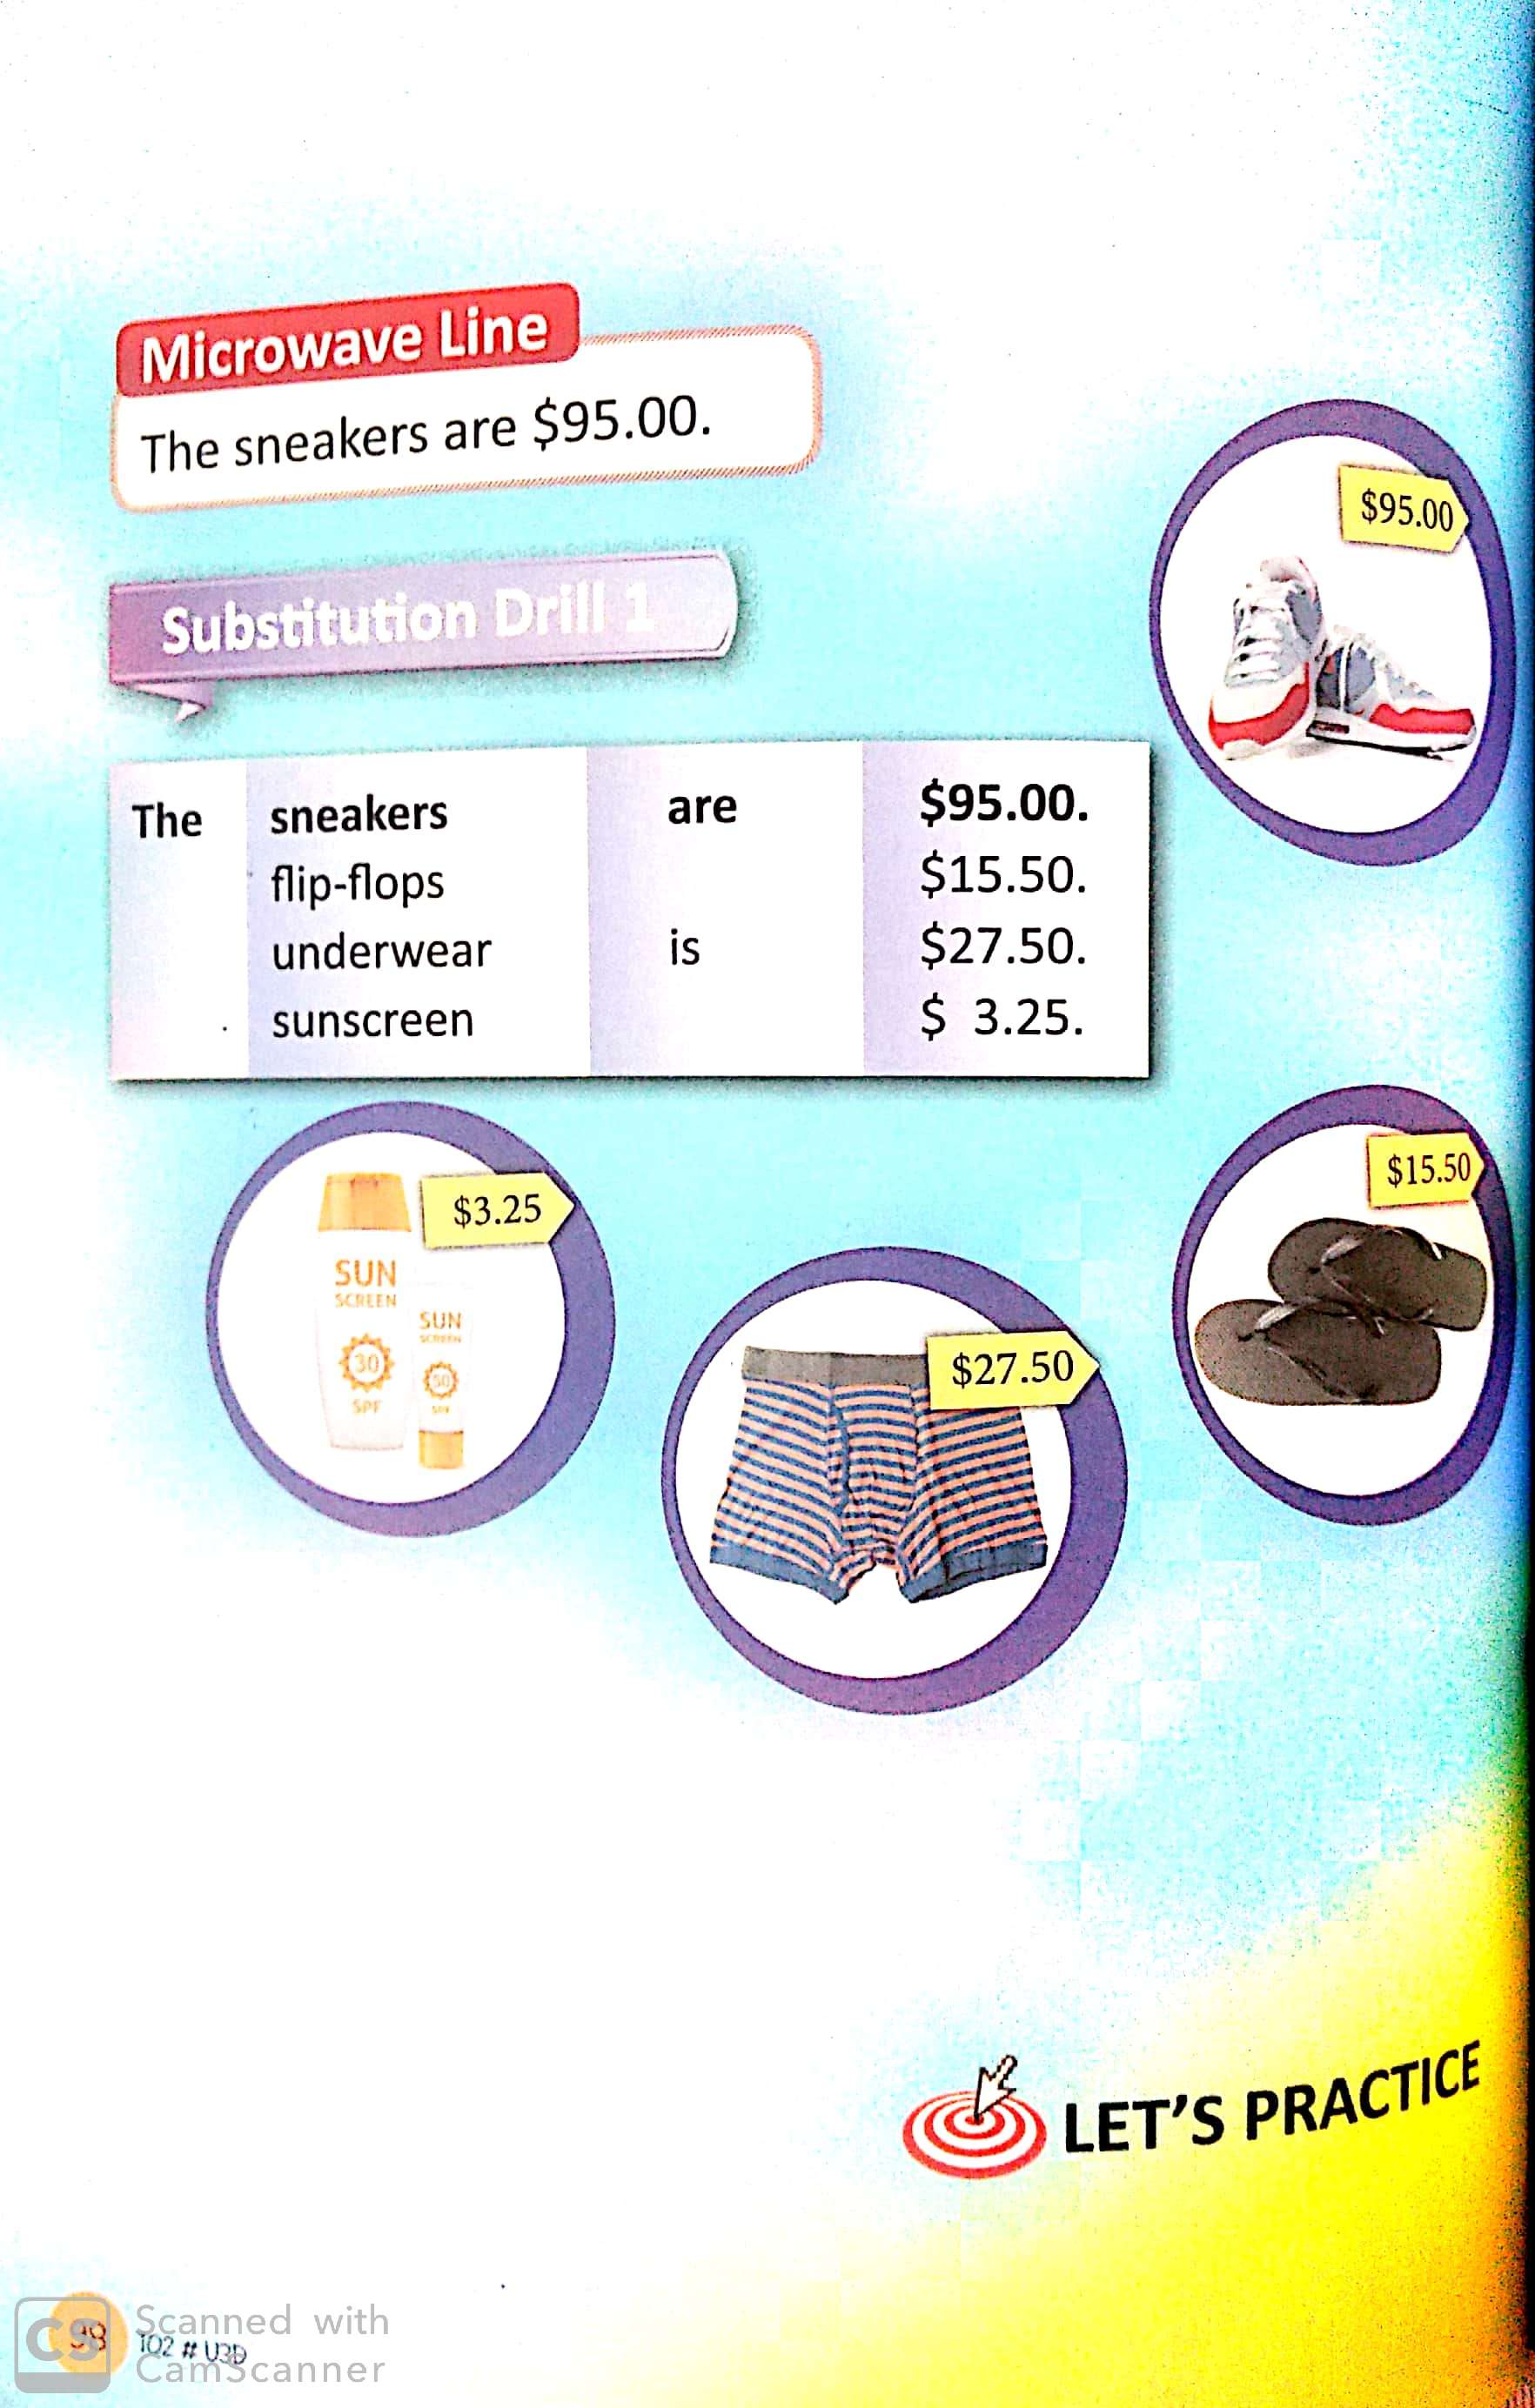 Microwave Line
The sneakers are $95.00.
$95.00
Substitution Drill 1
The sneakers are $95.00.
flip-flops $15.50.
underwear is $27.50.
sunscreen $ 3.25.
$3.25
SUN
SCREEN
30
SPF
SUN
SCREEN
50
SPF
$27.50
$15.50
LET'S PRACTICE
98 TQ2 # U3D
CS Scanned with
CamScanner